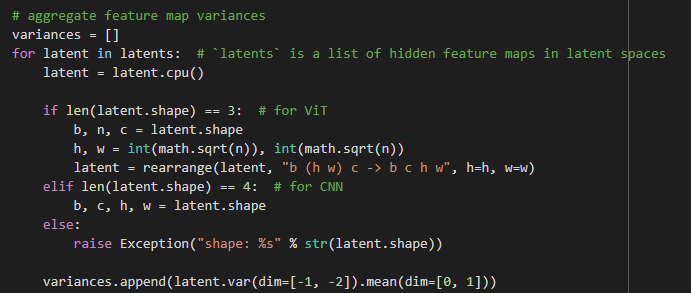 # aggregate feature map variances
variances = []
for latent in latents:  # `latents` is a list of hidden feature maps in latent spaces
    latent = latent.cpu()

    if len(latent.shape) == 3:  # for ViT
        b, n, c = latent.shape
        h, w = int(math.sqrt(n)), int(math.sqrt(n))
        latent = rearrange(latent, "b (h w) c -> b c h w", h=h, w=w)
    elif len(latent.shape) == 4:  # for CNN
        b, c, h, w = latent.shape
    else:
        raise Exception("shape: %s" % str(latent.shape))

    variances.append(latent.var(dim=[-1, -2]).mean(dim=[0, 1]))